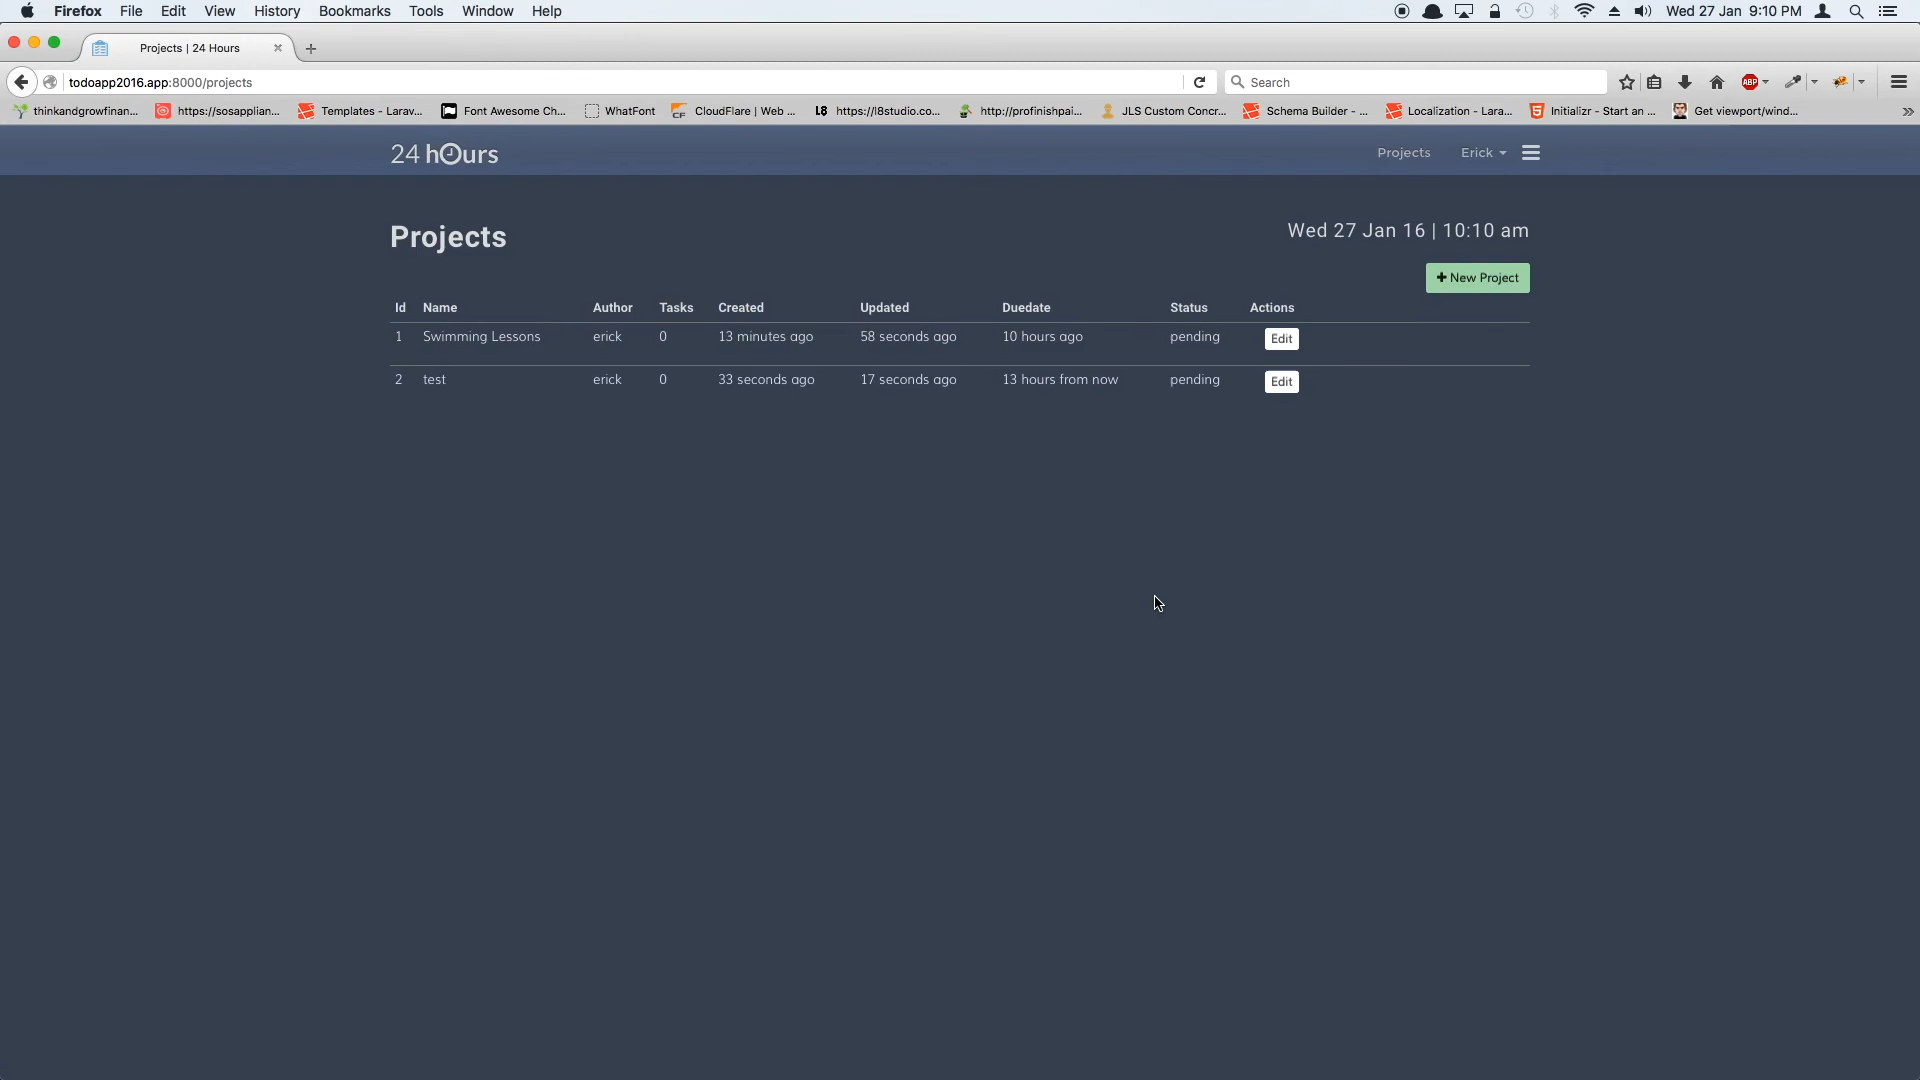 Firefox File Edit View History Bookmarks Tools Window Help Wed 27 Jan 9:10 PM
Projects | 24 Hours
todoapp2016.app:8000/projects Search ABP
thinkandgrowfinan... https://sosapplian... Templates - Larav... Font Awesome Ch... WhatFont CloudFlare | Web ... https://l8studio.co... http://profinishpai... JLS Custom Concr... Schema Builder - ... Localization - Lara... Initializr - Start an ... Get viewport/wind...
24 hours Projects Erick
Projects Wed 27 Jan 16 | 10:10 am
New Project
Id Name Author Tasks Created Updated Duedate Status Actions
1 Swimming Lessons erick 0 13 minutes ago 58 seconds ago 10 hours ago pending Edit
2 test erick 0 33 seconds ago 17 seconds ago 13 hours from now pending Edit